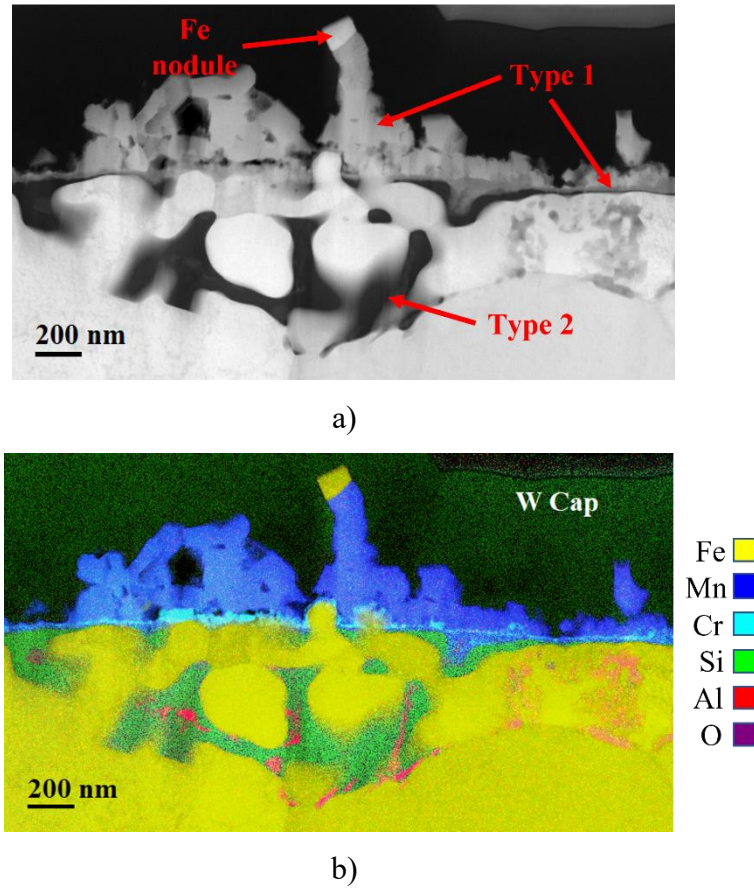 Fe
nodule
Type 1
Type 2
200 nm
a)
W Cap
Fe
Mn
Cr
Si
Al
O
200 nm
b)